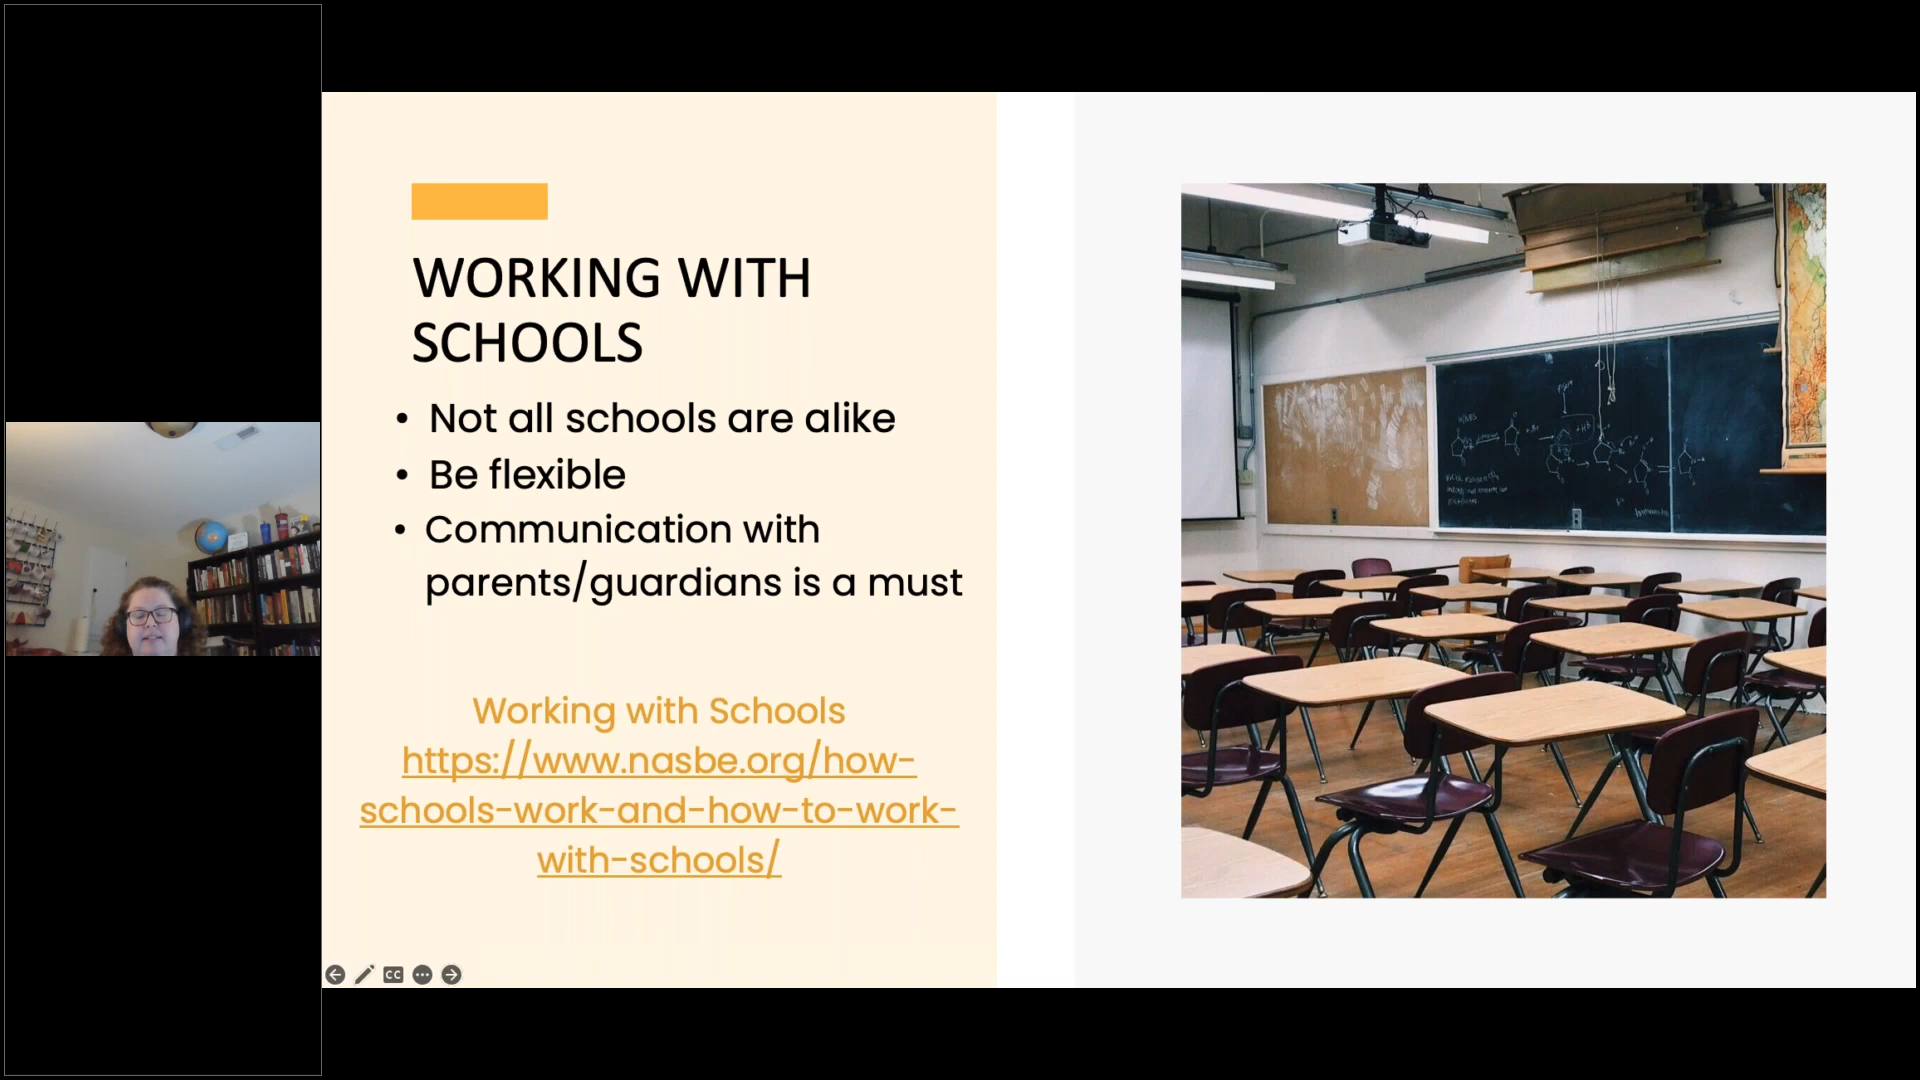 WORKING WITH
SCHOOLS
• Not all schools are alike
• Be flexible
• Communication with
parents/guardians is a must
Working with Schools
https://www.nasbe.org/how-
schools-work-and-how-to-work-
with-schools/
CC